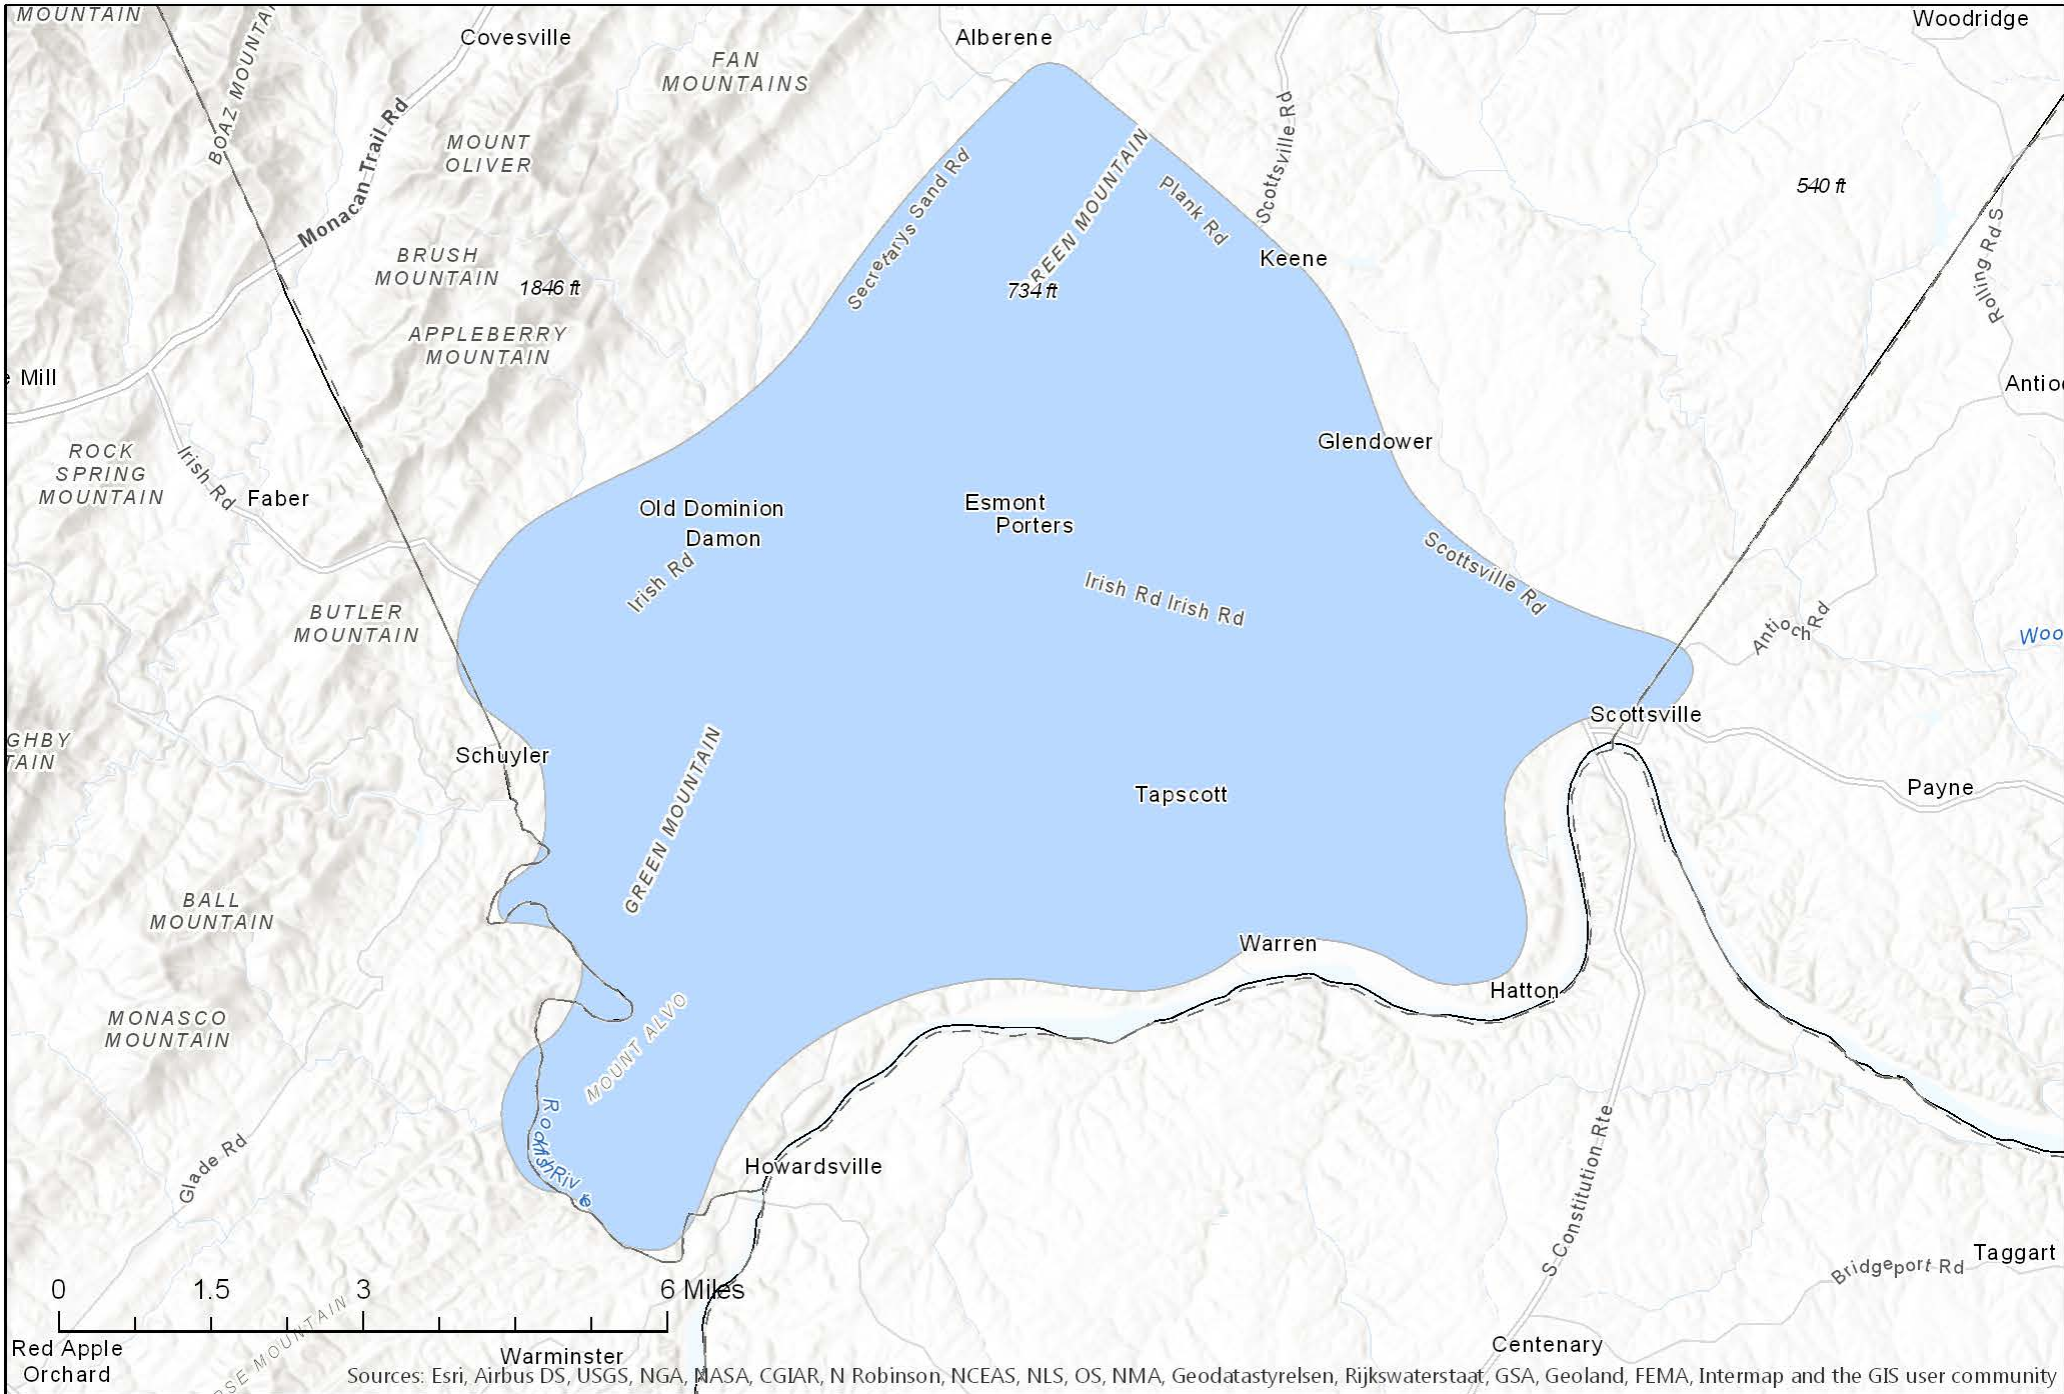 MOUNTAIN
BOAZ
Covesville
FAN
MOUNTAINS
Alberene
Woodridge
Monacan Trail Rd
MOUNT
OLIVER
Scottsville Rd
540 ft
Secretarys Sand Rd
GREEN MOUNTAIN
Plank Rd
Keene
BRUSH
MOUNTAIN
1846 ft
734 ft
Rolling Rd S
APPLEBERRY
MOUNTAIN
Mill
Glendower
ROCK
SPRING
MOUNTAIN
Irish Rd
Faber
Old Dominion
Damon
Esmont
Porters
Irish Rd
Irish Rd Irish Rd
Scottsville Rd
BUTLER
MOUNTAIN
Antioch Rd
Scottsville
Schuyler
GREEN MOUNTAIN
Tapscott
Payne
BALL
MOUNTAIN
Warren
Hatton
MONASCO
MOUNTAIN
MOUNT ALVO
Glade Rd
Howardsville
S Constitution Rte
Bridgeport Rd
Taggart
0 1.5 3 6 Miles
MOUNTAIN
Red Apple
Orchard
Warminster
Centenary
Sources: Esri, Airbus DS, USGS, NGA, NASA, CGIAR, N Robinson, NCEAS, NLS, OS, NMA, Geodatastyrelsen, Rijkswaterstaat, GSA, Geoland, FEMA, Intermap and the GIS user community